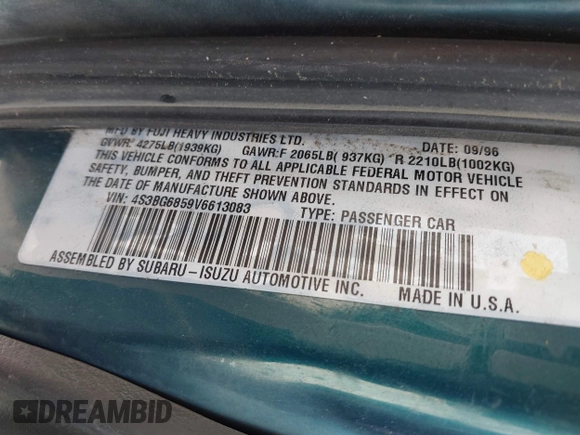 MFD BY FUJI HEAVY INDUSTRIES LTD. DATE: 09/96
GVWR: 4275LB(1939KG) GAWR:F 2065LB( 937KG) R 2210LB(1002KG)
THIS VEHICLE CONFORMS TO ALL APPLICABLE FEDERAL MOTOR VEHICLE
SAFETY, BUMPER, AND THEFT PREVENTION STANDARDS IN EFFECT ON
THE DATE OF MANUFACTURE SHOWN ABOVE.
VIN: 4S3BG6859V6613083 TYPE: PASSENGER CAR
ASSEMBLED BY SUBARU-ISUZU AUTOMOTIVE INC. MADE IN U.S.A.
DREAMBID